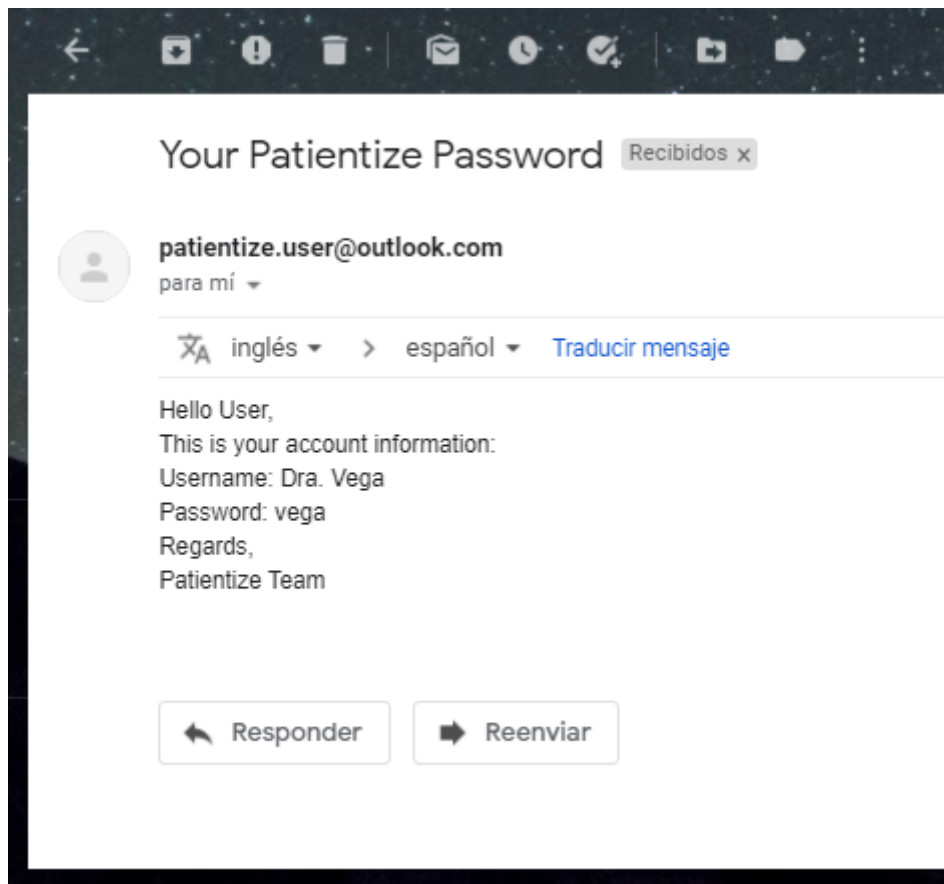 Your Patientize Password Recibidos x
patientize.user@outlook.com
para mí
inglés > español Traducir mensaje
Hello User,
This is your account information:
Username: Dra. Vega
Password: vega
Regards,
Patientize Team
Responder Reenviar